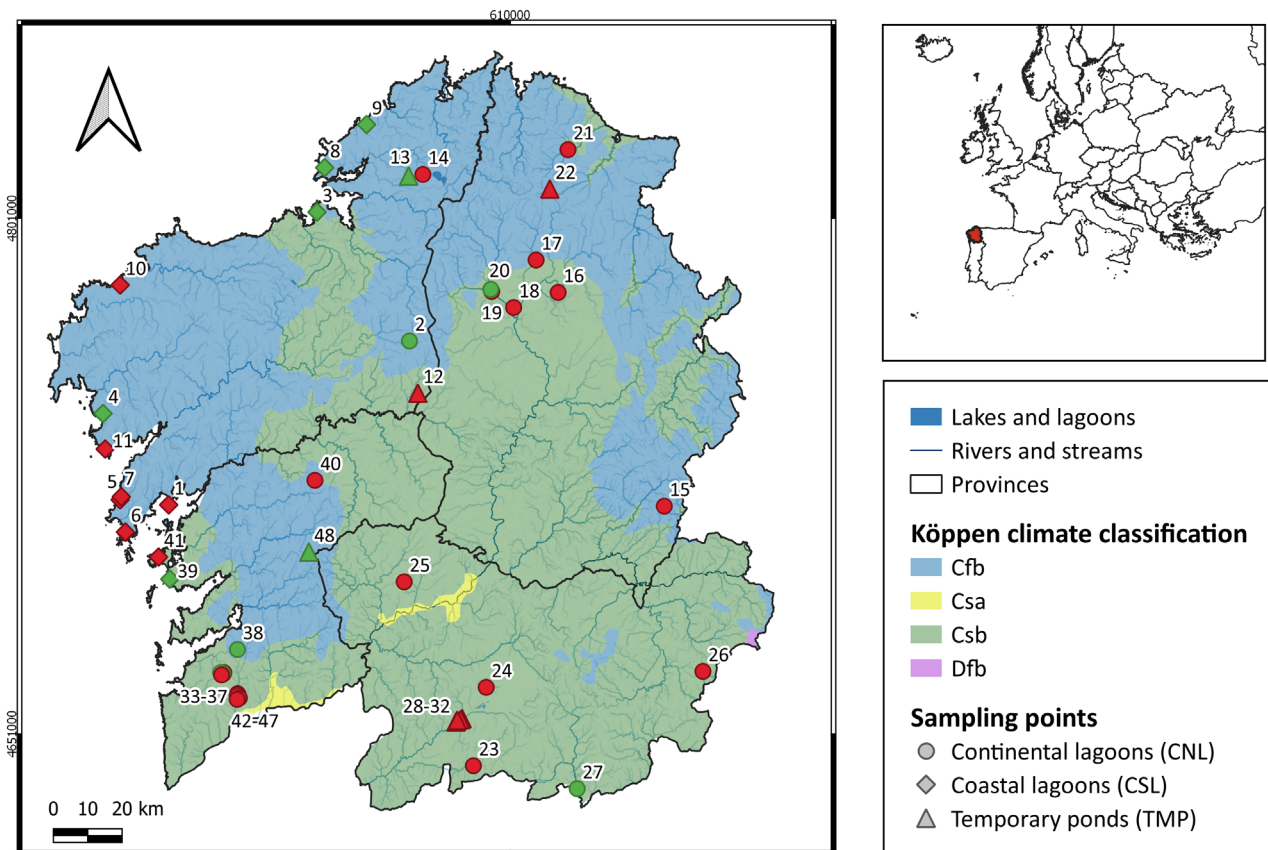 610000
4801000
4651000
9
8
13
14
21
22
3
10
17
20
16
18
19
2
12
4
11
40
5
7
1
15
6
48
41
39
25
38
26
24
33-37
28-32
42-47
23
27
0 10 20 km
Lakes and lagoons
Rivers and streams
Provinces
Köppen climate classification
Cfb
Csa
Csb
Dfb
Sampling points
Continental lagoons (CNL)
Coastal lagoons (CSL)
Temporary ponds (TMP)